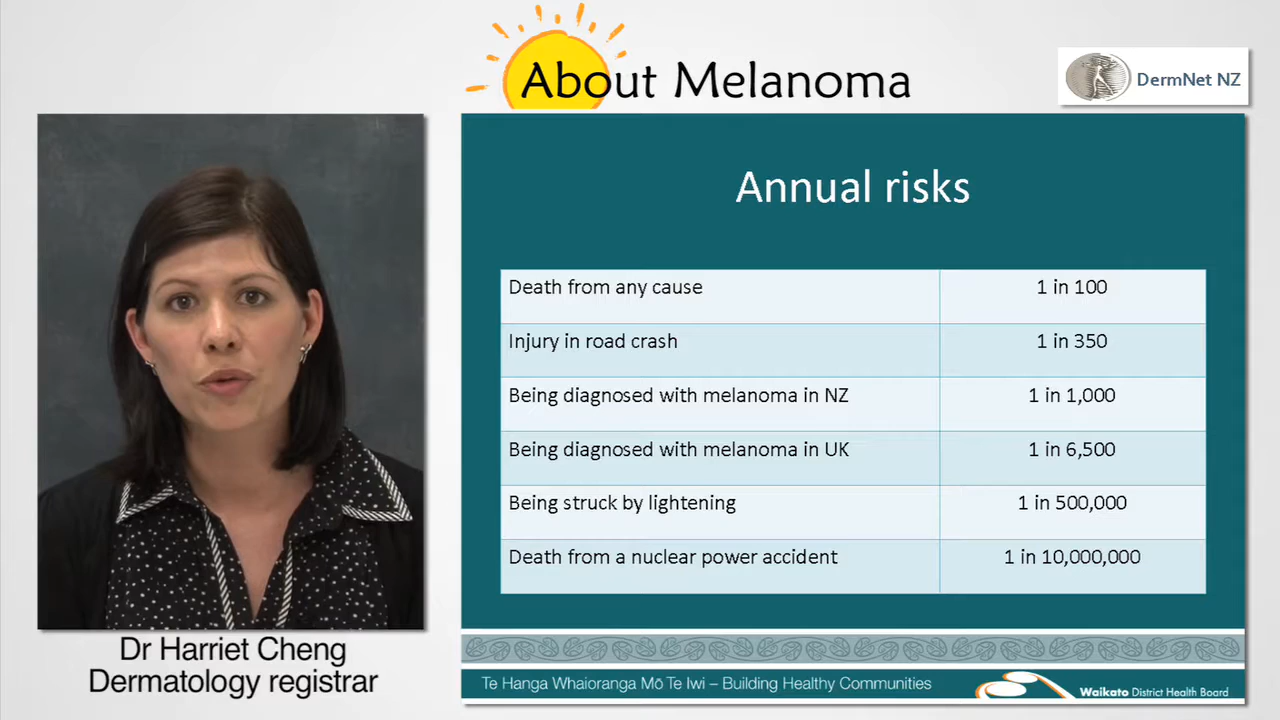 About Melanoma
DermNet NZ
Annual risks
Death from any cause 1 in 100
Injury in road crash 1 in 350
Being diagnosed with melanoma in NZ 1 in 1,000
Being diagnosed with melanoma in UK 1 in 6,500
Being struck by lightening 1 in 500,000
Death from a nuclear power accident 1 in 10,000,000
Dr Harriet Cheng
Dermatology registrar
Te Hanga Whaioranga Mō Te Iwi – Building Healthy Communities
Waikato District Health Board